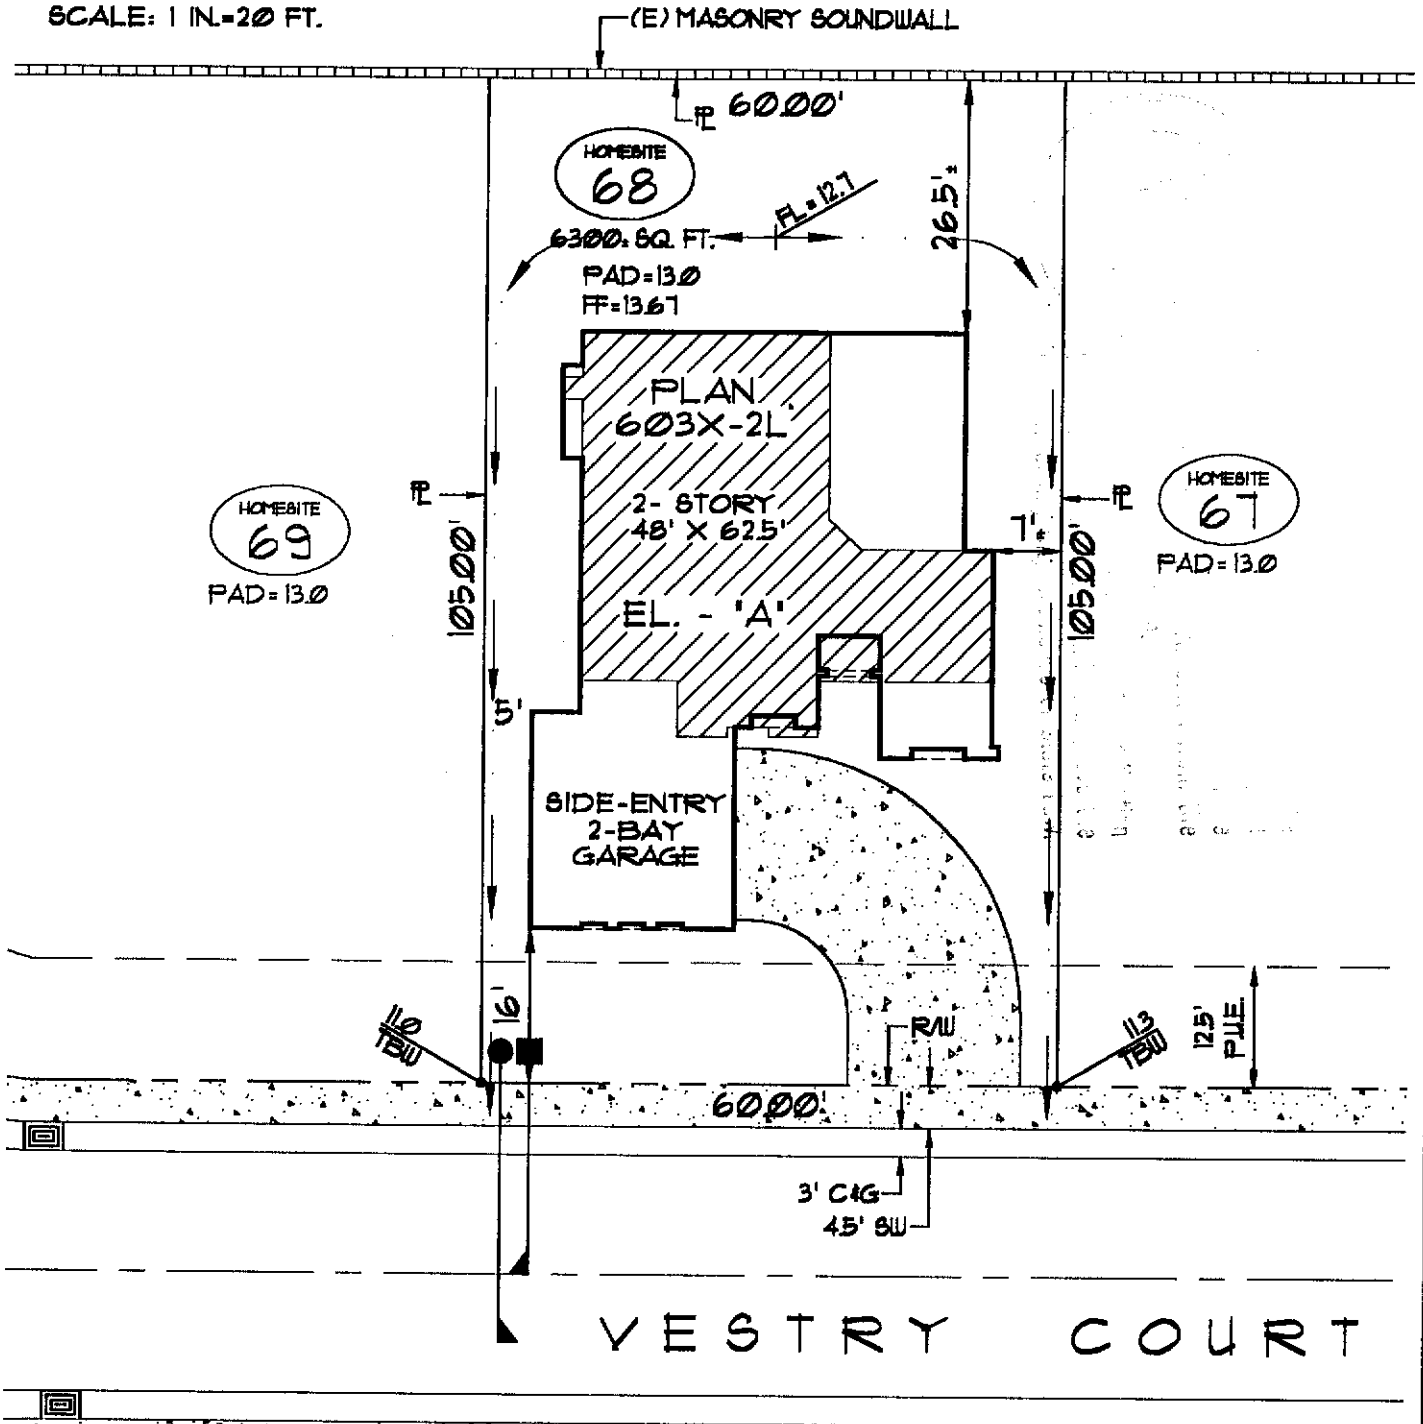 SCALE: 1 IN.=20 FT.
(E) MASONRY SOUNDWALL
PL
60.00'
HOMESITE
68
6300± SQ. FT.
PAD=13.0
FF=13.67
FL=12.7
26.5'±
PLAN
603X-2L
2- STORY
48' X 62.5'
EL. - 'A'
PL
HOMESITE
69
PAD=13.0
105.00'
7'±
PL
HOMESITE
67
PAD=13.0
105.00'
5'
SIDE-ENTRY
2-BAY
GARAGE
16'
11.0
TBW
R/W
11.3
TBW
12.5'
P.U.E.
60.00'
3' C&G
4.5' SW
VESTRY COURT